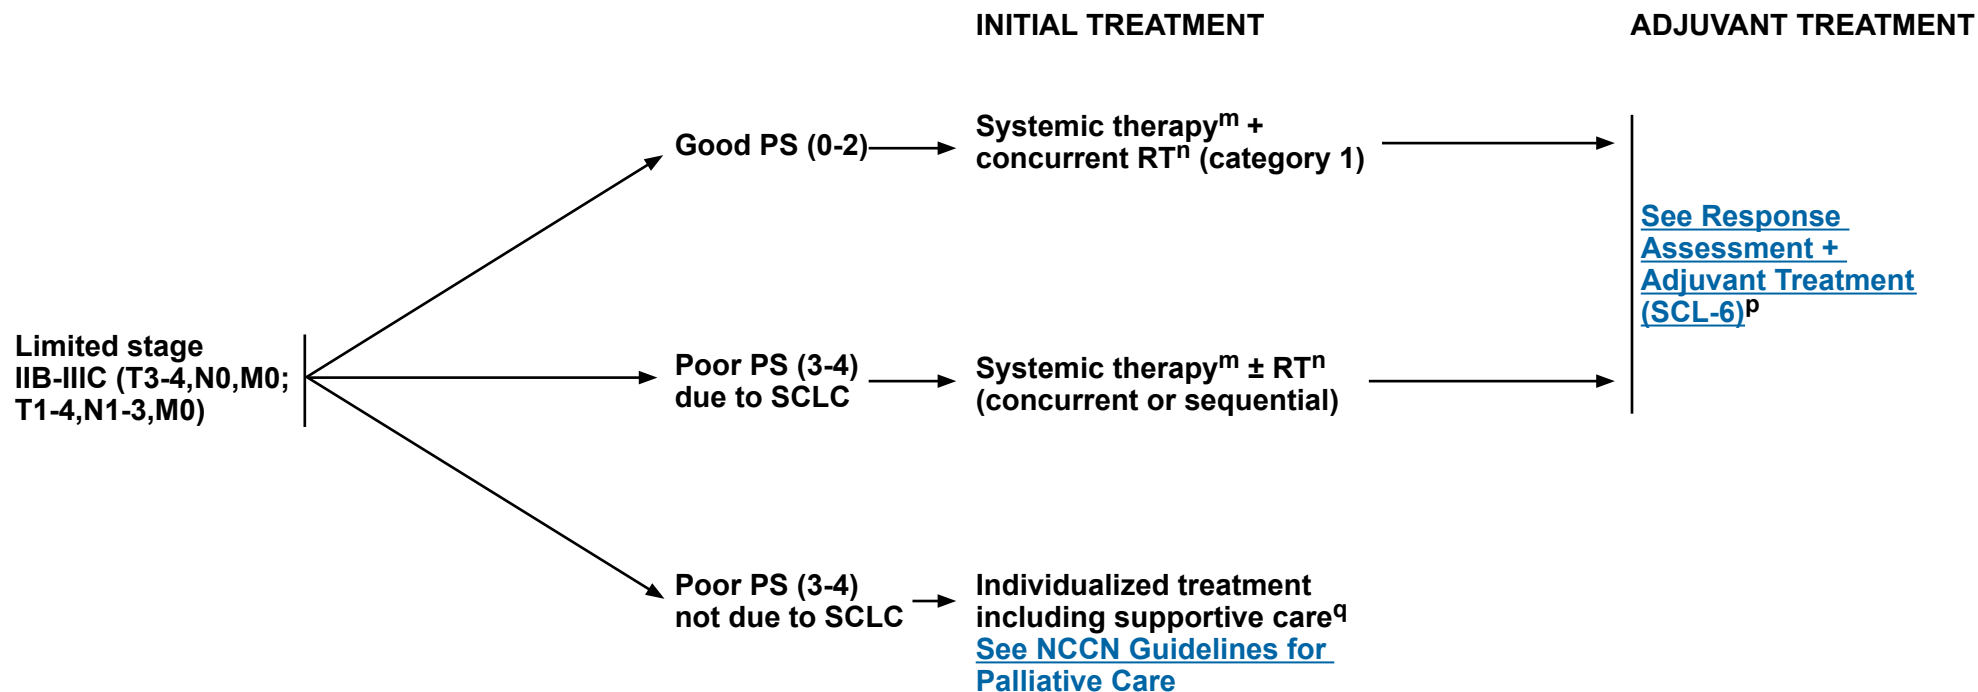 INITIAL TREATMENT
ADJUVANT TREATMENT
Good PS (0-2)
Systemic therapyᵐ +
concurrent RTⁿ (category 1)
See Response
Assessment +
Adjuvant Treatment
(SCL-6)ᵖ
Limited stage
IIB-IIIC (T3-4,N0,M0;
T1-4,N1-3,M0)
Poor PS (3-4)
due to SCLC
Systemic therapyᵐ ± RTⁿ
(concurrent or sequential)
Poor PS (3-4)
not due to SCLC
Individualized treatment
including supportive care𐞥
See NCCN Guidelines for
Palliative Care